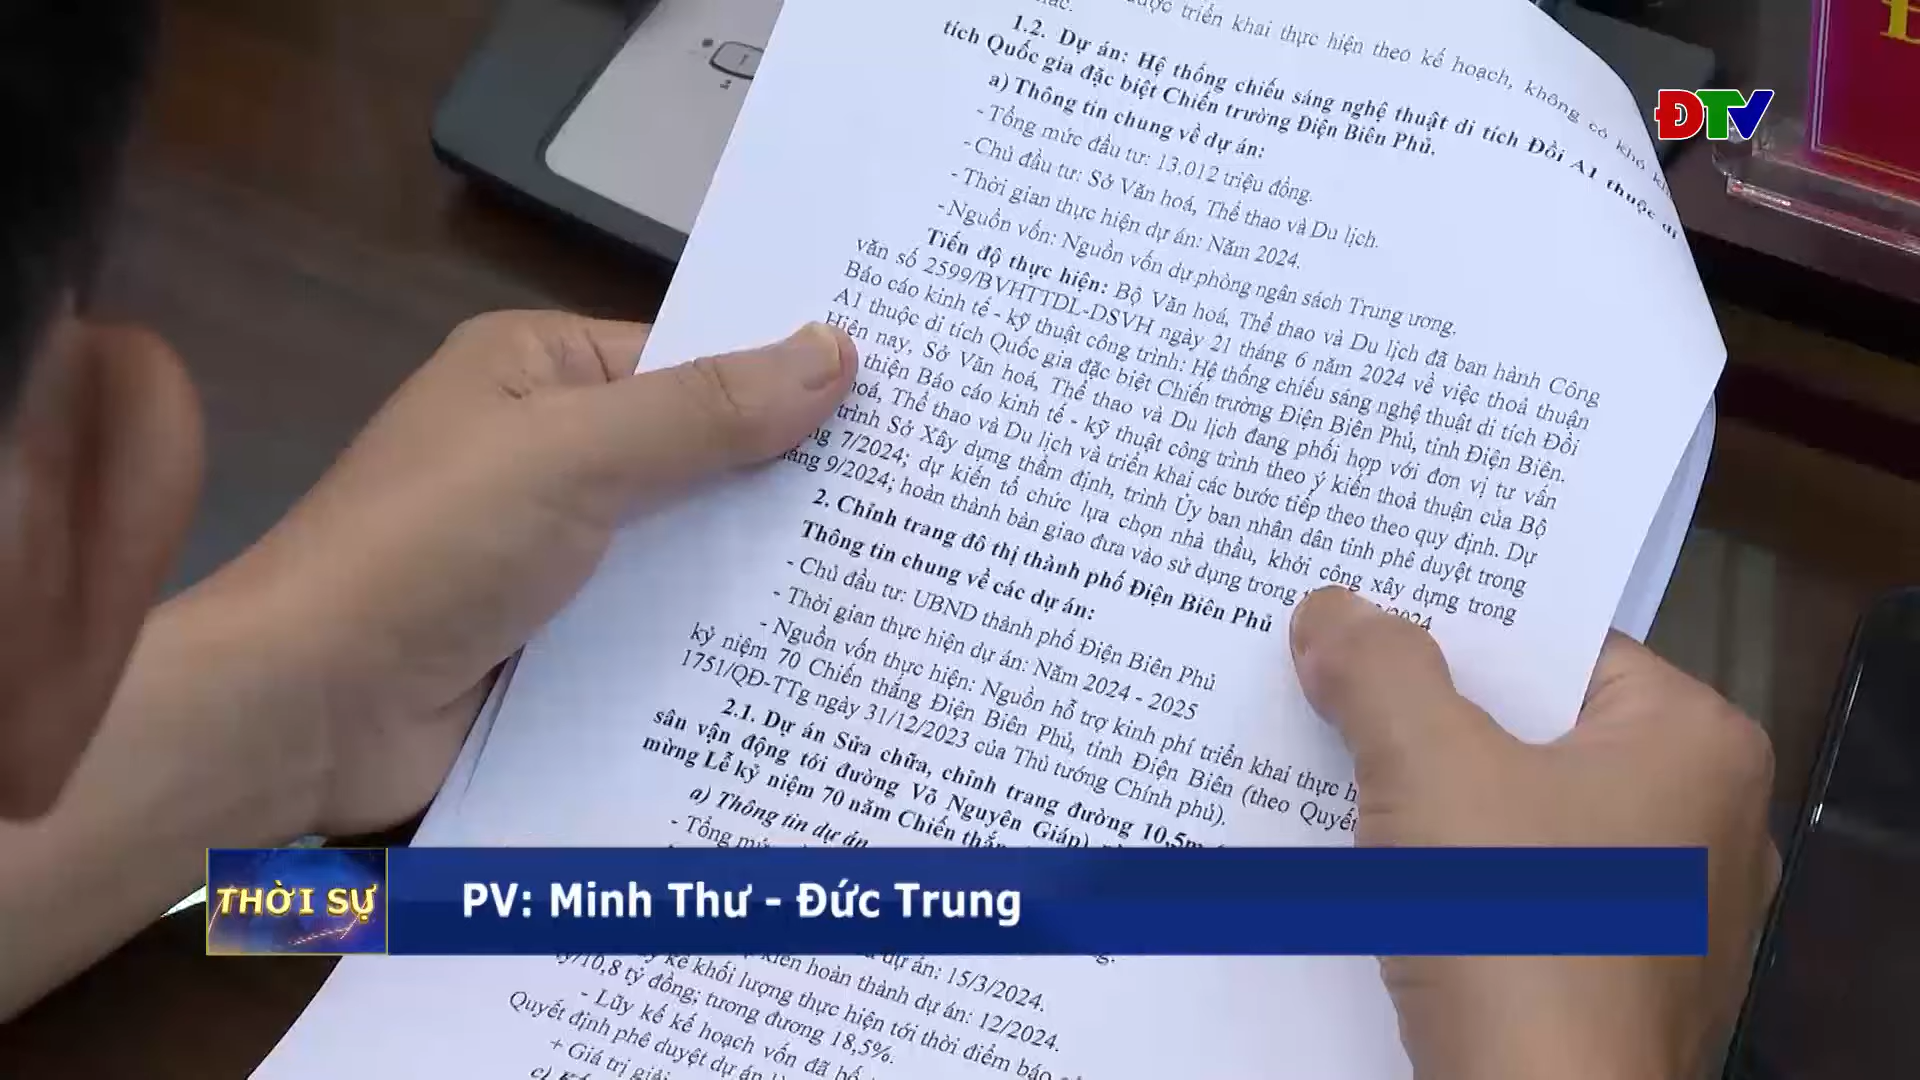 được triển khai thực hiện theo kế hoạch, không có khó
1.2. Dự án: Hệ thống chiếu sáng nghệ thuật di tích Đồi A1 thuộc di
tích Quốc gia đặc biệt Chiến trường Điện Biên Phủ.
a) Thông tin chung về dự án:
- Tổng mức đầu tư: 13.012 triệu đồng.
- Chủ đầu tư: Sở Văn hoá, Thể thao và Du lịch.
- Thời gian thực hiện dự án: Năm 2024.
- Nguồn vốn: Nguồn vốn dự phòng ngân sách Trung ương.
Tiến độ thực hiện: Bộ Văn hoá, Thể thao và Du lịch đã ban hành Công
văn số 2599/BVHTTDL-DSVH ngày 21 tháng 6 năm 2024 về việc thoả thuận
Báo cáo kinh tế - kỹ thuật công trình: Hệ thống chiếu sáng nghệ thuật di tích Đồi
A1 thuộc di tích Quốc gia đặc biệt Chiến trường Điện Biên Phủ, tỉnh Điện Biên.
Hiện nay, Sở Văn hoá, Thể thao và Du lịch đang phối hợp với đơn vị tư vấn
thiện Báo cáo kinh tế - kỹ thuật công trình theo ý kiến thoả thuận của Bộ
hoá, Thể thao và Du lịch và triển khai các bước tiếp theo theo quy định. Dự
trình Sở Xây dựng thẩm định, trình Ủy ban nhân dân tỉnh phê duyệt trong
7/2024; dự kiến tổ chức lựa chọn nhà thầu, khởi công xây dựng trong
tháng 9/2024; hoàn thành bàn giao đưa vào sử dụng trong
2. Chỉnh trang đô thị thành phố Điện Biên Phủ
Thông tin chung về các dự án:
- Chủ đầu tư: UBND thành phố Điện Biên Phủ
- Thời gian thực hiện dự án: Năm 2024 - 2025
- Nguồn vốn thực hiện: Nguồn hỗ trợ kinh phí triển khai thực
kỷ niệm 70 Chiến thắng Điện Biên Phủ, tỉnh Điện Biên (theo Quyết
1751/QĐ-TTg ngày 31/12/2023 của Thủ tướng Chính phủ).
2.1. Dự án Sửa chữa, chỉnh trang đường 10,5m
sân vận động tới đường Võ Nguyên Giáp)
mừng Lễ kỷ niệm 70 năm Chiến thắng
a) Thông tin dự án
- Tổng mức
dự án: 15/3/2024.
kiến hoàn thành dự án: 12/2024.
kế khối lượng thực hiện tới thời điểm báo
tỷ/10,8 tỷ đồng; tương đương 18,5%.
- Lũy kế kế hoạch vốn đã bố
Quyết định phê duyệt dự án
+ Giá trị giải
ĐTV
THỜI SỰ
PV: Minh Thư - Đức Trung